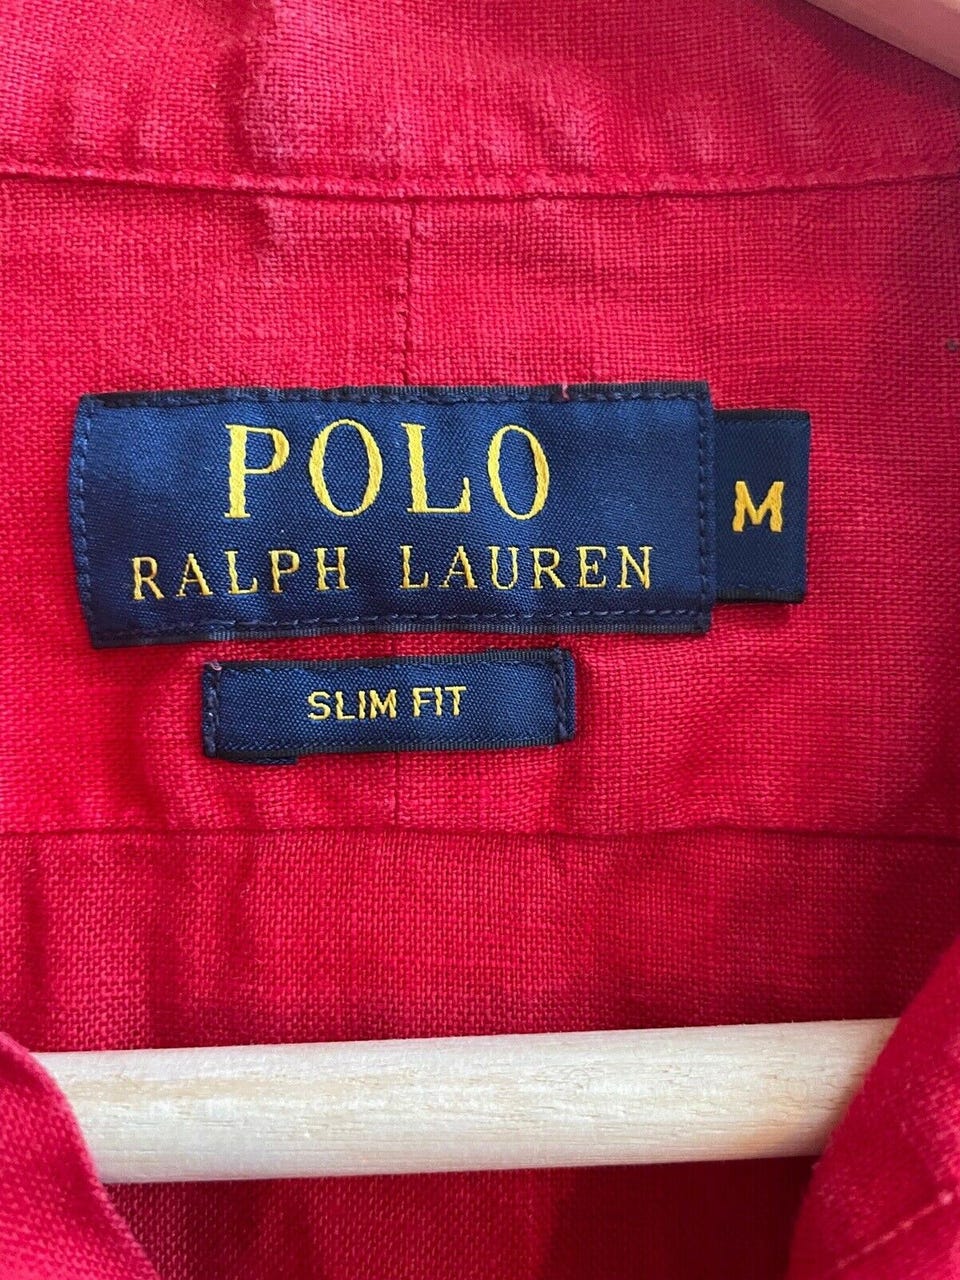 POLO
RALPH LAUREN
M
SLIM FIT